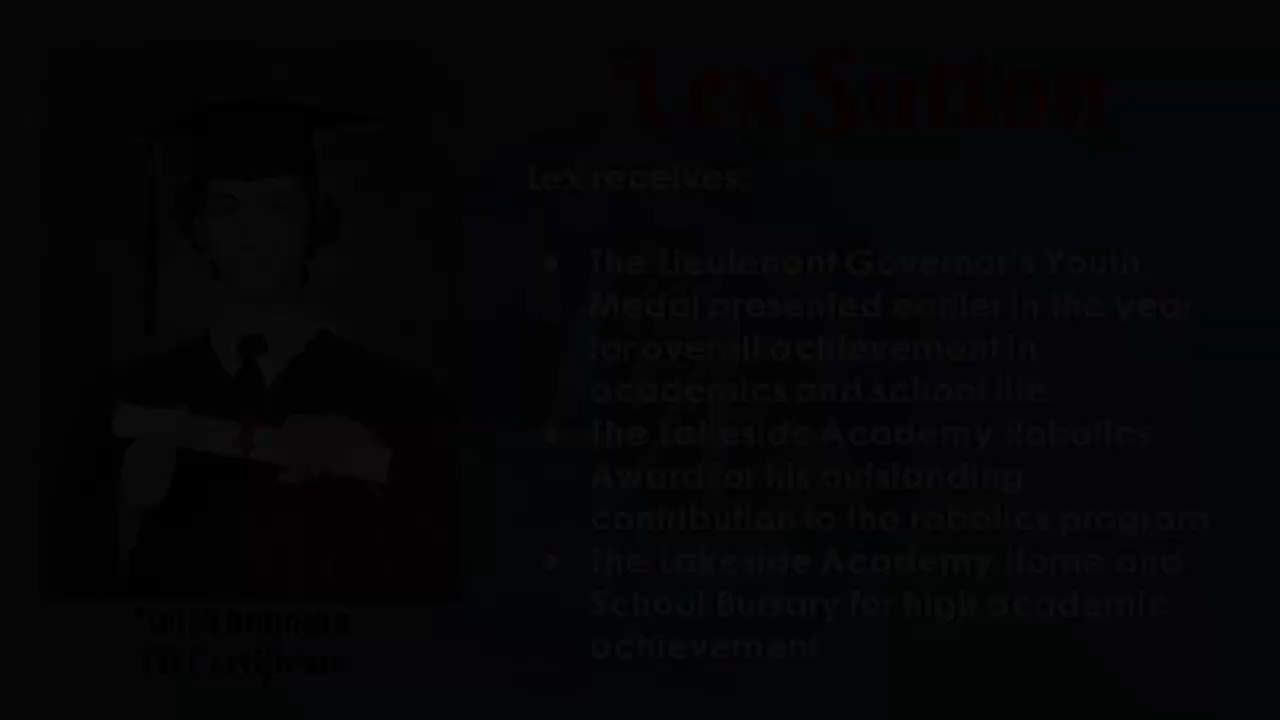 Lex Sutton
Lex receives:
• The Lieutenant Governor's Youth
Medal presented earlier in the year
for overall achievement in
academics and school life.
• The Lakeside Academy Robotics
Award for his outstanding
contribution to the robotics program
• The Lakeside Academy Home and
School Bursary for high academic
achievement